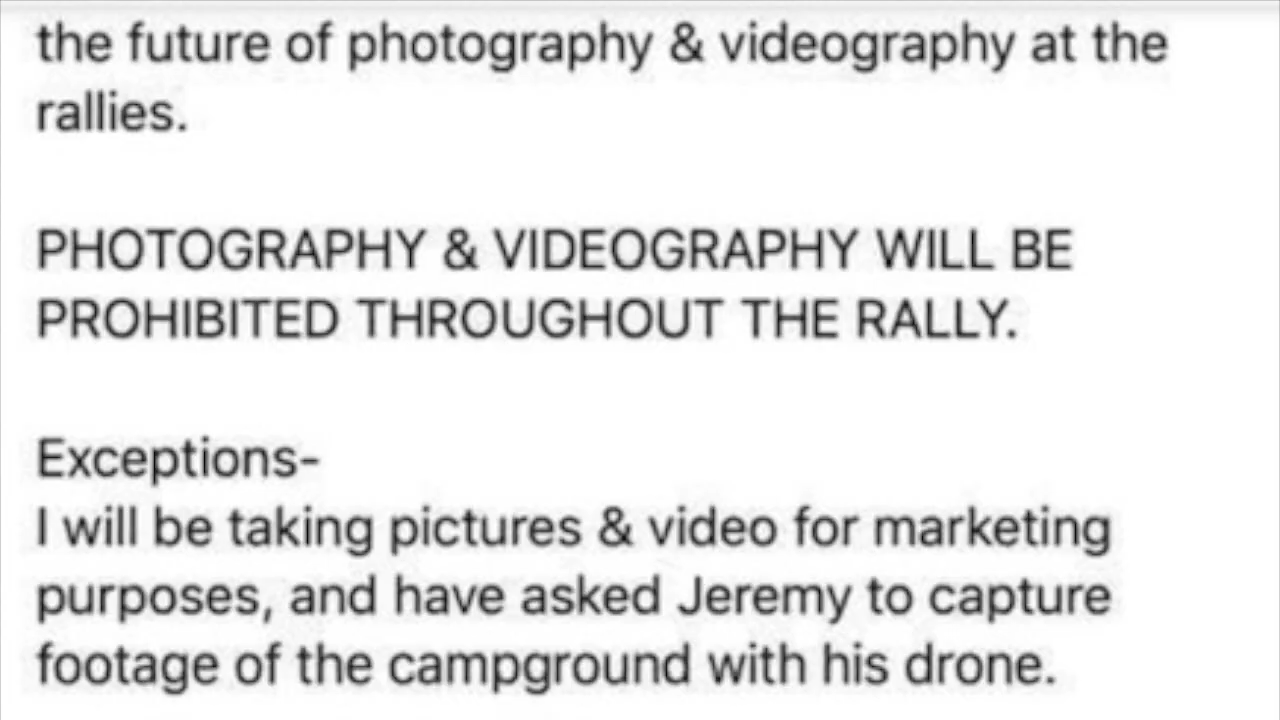 the future of photography & videography at the
rallies.
PHOTOGRAPHY & VIDEOGRAPHY WILL BE
PROHIBITED THROUGHOUT THE RALLY.
Exceptions-
I will be taking pictures & video for marketing
purposes, and have asked Jeremy to capture
footage of the campground with his drone.